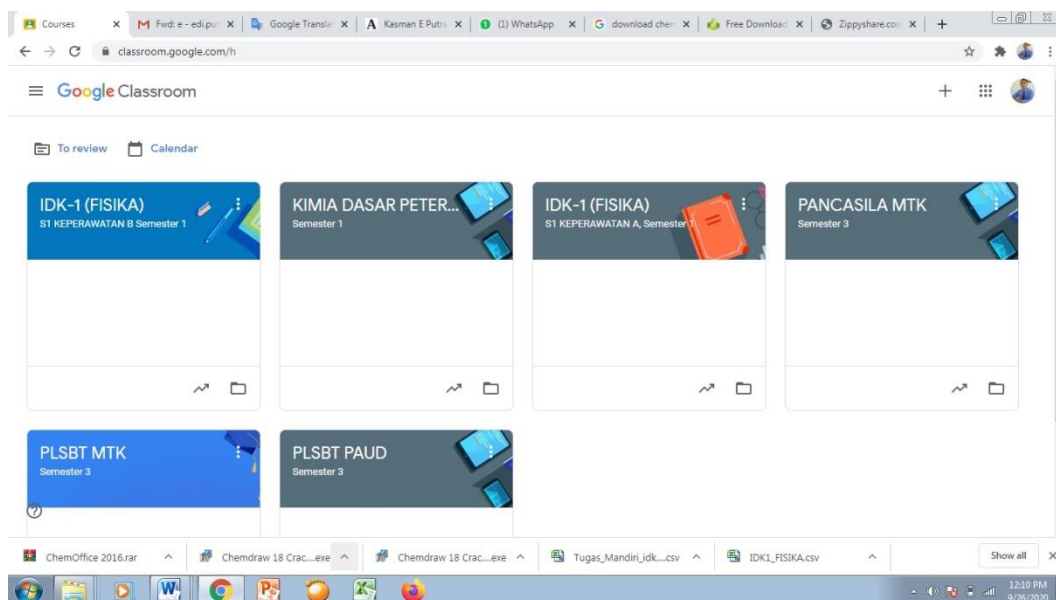 Courses
Fwd: e - edi.put
Google Transla
Kasman E Putra
(1) WhatsApp
download chem
Free Download
Zippyshare.com
classroom.google.com/h
Google Classroom
To review
Calendar
IDK-1 (FISIKA)
S1 KEPERAWATAN B Semester 1
KIMIA DASAR PETER...
Semester 1
IDK-1 (FISIKA)
S1 KEPERAWATAN A, Semester 1
PANCASILA MTK
Semester 3
PLSBT MTK
Semester 3
PLSBT PAUD
Semester 3
ChemOffice 2016.rar
Chemdraw 18 Crac....exe
Chemdraw 18 Crac....exe
Tugas_Mandiri_idk....csv
IDK1_FISIKA.csv
Show all
12:10 PM
9/26/2020